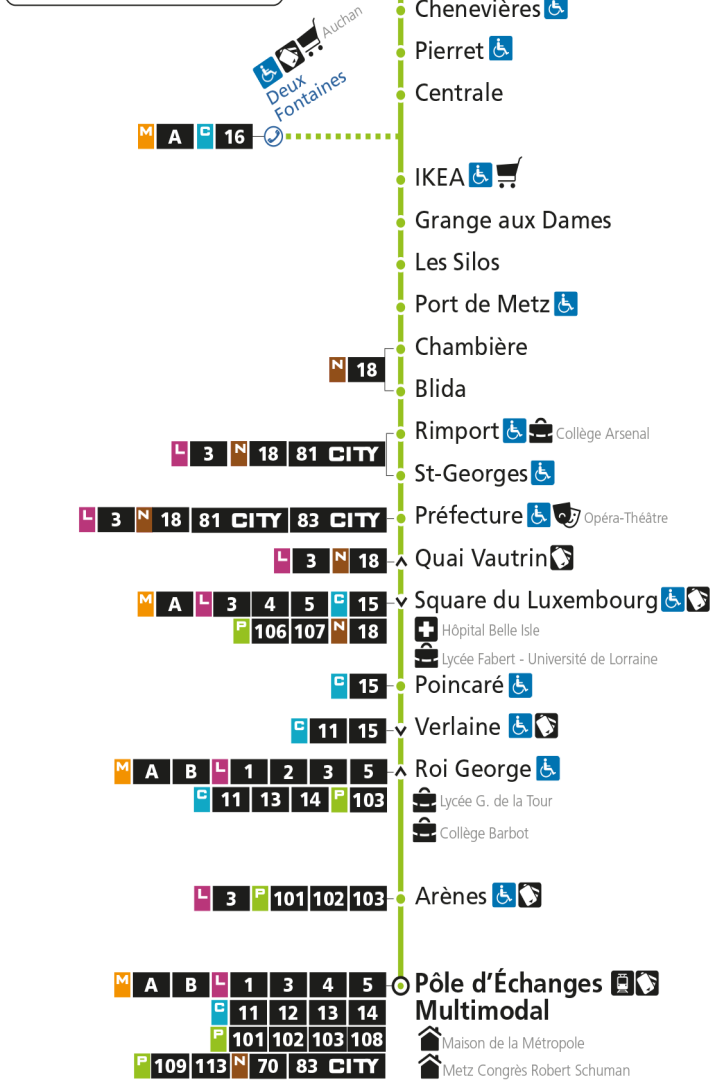 Chenevières
Auchan
Pierret
Deux
Fontaines
Centrale
M A C 16
IKEA
Grange aux Dames
Les Silos
Port de Metz
Chambière
N 18
Blida
Rimport Collège Arsenal
L 3 N 18 81 CITY
St-Georges
L 3 N 18 81 CITY 83 CITY Préfecture Opéra-Théâtre
L 3 N 18 Quai Vautrin
M A L 3 4 5 C 15 Square du Luxembourg
P 106 107 N 18 Hôpital Belle Isle
Lycée Fabert - Université de Lorraine
C 15 Poincaré
C 11 15 Verlaine
M A B L 1 2 3 5 Roi George
C 11 13 14 P 103 Lycée G. de la Tour
Collège Barbot
L 3 P 101 102 103 Arènes
M A B L 1 3 4 5 Pôle d'Échanges
C 11 12 13 14 Multimodal
P 101 102 103 108 Maison de la Métropole
P 109 113 N 70 83 CITY Metz Congrès Robert Schuman